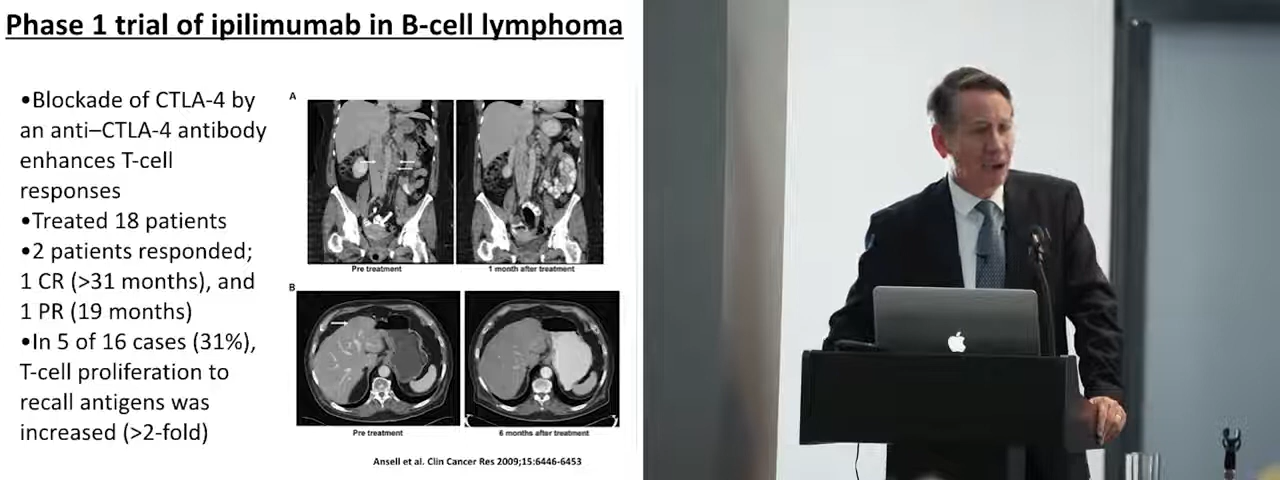 Phase 1 trial of ipilimumab in B-cell lymphoma
•Blockade of CTLA-4 by
an anti–CTLA-4 antibody
enhances T-cell
responses
•Treated 18 patients
•2 patients responded;
1 CR (>31 months), and
1 PR (19 months)
•In 5 of 16 cases (31%),
T-cell proliferation to
recall antigens was
increased (>2-fold)
A
Pre treatment
1 month after treatment
B
Pre treatment
6 months after treatment
Ansell et al. Clin Cancer Res 2009;15:6446-6453